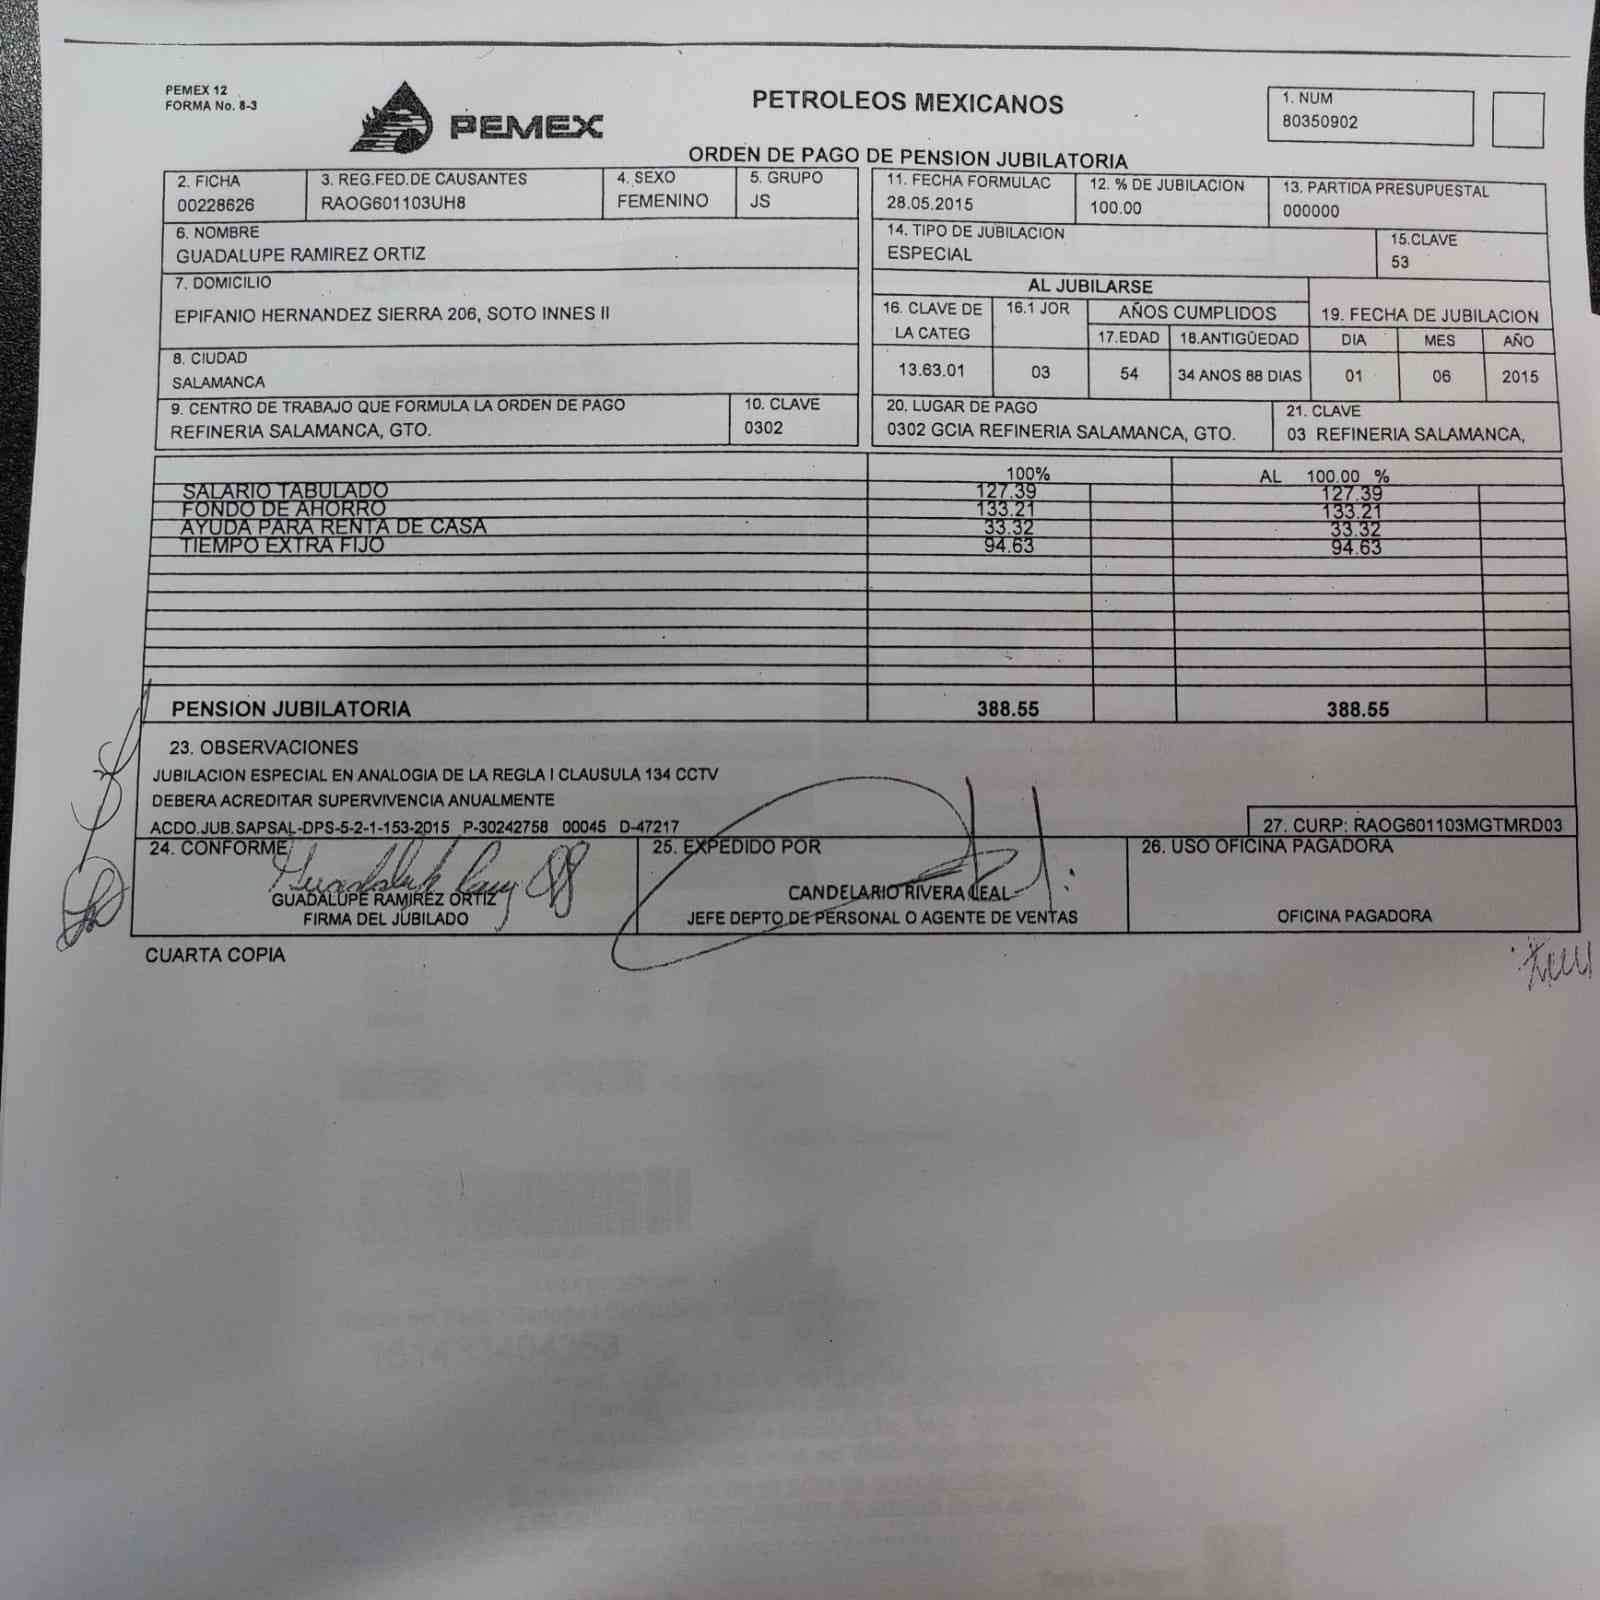 PEMEX 12
FORMA No. 8-3
PEMEX
PETROLEOS MEXICANOS
ORDEN DE PAGO DE PENSION JUBILATORIA
1. NUM
80350902
2. FICHA
00228626
3. REG.FED.DE CAUSANTES
RAOG601103UH8
4. SEXO
FEMENINO
5. GRUPO
JS
6. NOMBRE
GUADALUPE RAMIREZ ORTIZ
7. DOMICILIO
EPIFANIO HERNANDEZ SIERRA 206, SOTO INNES II
8. CIUDAD
SALAMANCA
9. CENTRO DE TRABAJO QUE FORMULA LA ORDEN DE PAGO
REFINERIA SALAMANCA, GTO.
10. CLAVE
0302
11. FECHA FORMULAC
28.05.2015
12. % DE JUBILACION
100.00
13. PARTIDA PRESUPUESTAL
000000
14. TIPO DE JUBILACION
ESPECIAL
15.CLAVE
53
AL JUBILARSE
16. CLAVE DE
LA CATEG
13.63.01
16.1 JOR
03
AÑOS CUMPLIDOS
17.EDAD
54
18.ANTIGÜEDAD
34 ANOS 88 DIAS
19. FECHA DE JUBILACION
DIA MES AÑO
01 06 2015
20. LUGAR DE PAGO
0302 GCIA REFINERIA SALAMANCA, GTO.
21. CLAVE
03 REFINERIA SALAMANCA,
100% AL 100.00 %
SALARIO TABULADO 127.39 127.39
FONDO DE AHORRO 133.21 133.21
AYUDA PARA RENTA DE CASA 33.32 33.32
TIEMPO EXTRA FIJO 94.63 94.63
PENSION JUBILATORIA 388.55 388.55
23. OBSERVACIONES
JUBILACION ESPECIAL EN ANALOGIA DE LA REGLA I CLAUSULA 134 CCTV
DEBERA ACREDITAR SUPERVIVENCIA ANUALMENTE
ACDO.JUB.SAPSAL-DPS-5-2-1-153-2015 P-30242758 00045 D-47217
27. CURP: RAOG601103MGTMRD03
24. CONFORME
GUADALUPE RAMIREZ ORTIZ
FIRMA DEL JUBILADO
25. EXPEDIDO POR
CANDELARIO RIVERA LEAL
JEFE DEPTO DE PERSONAL O AGENTE DE VENTAS
26. USO OFICINA PAGADORA
OFICINA PAGADORA
CUARTA COPIA